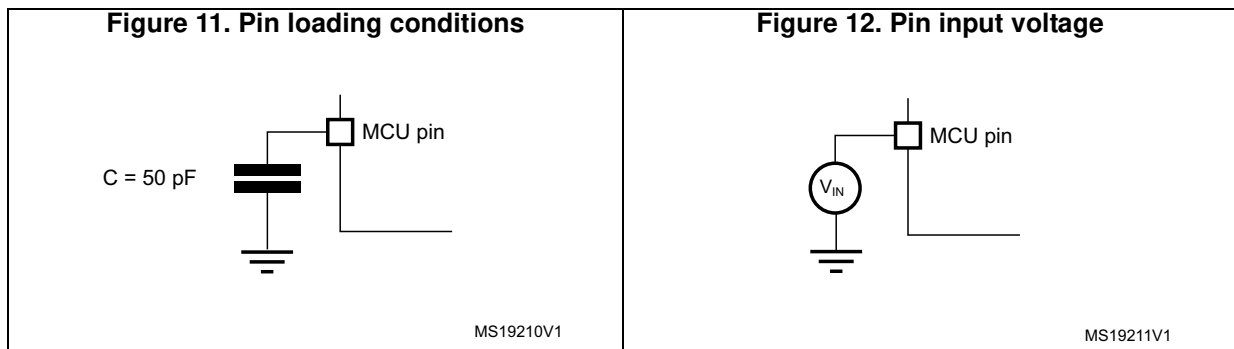 Figure 11. Pin loading conditions
MCU pin
C = 50 pF
MS19210V1
Figure 12. Pin input voltage
MCU pin
VIN
MS19211V1